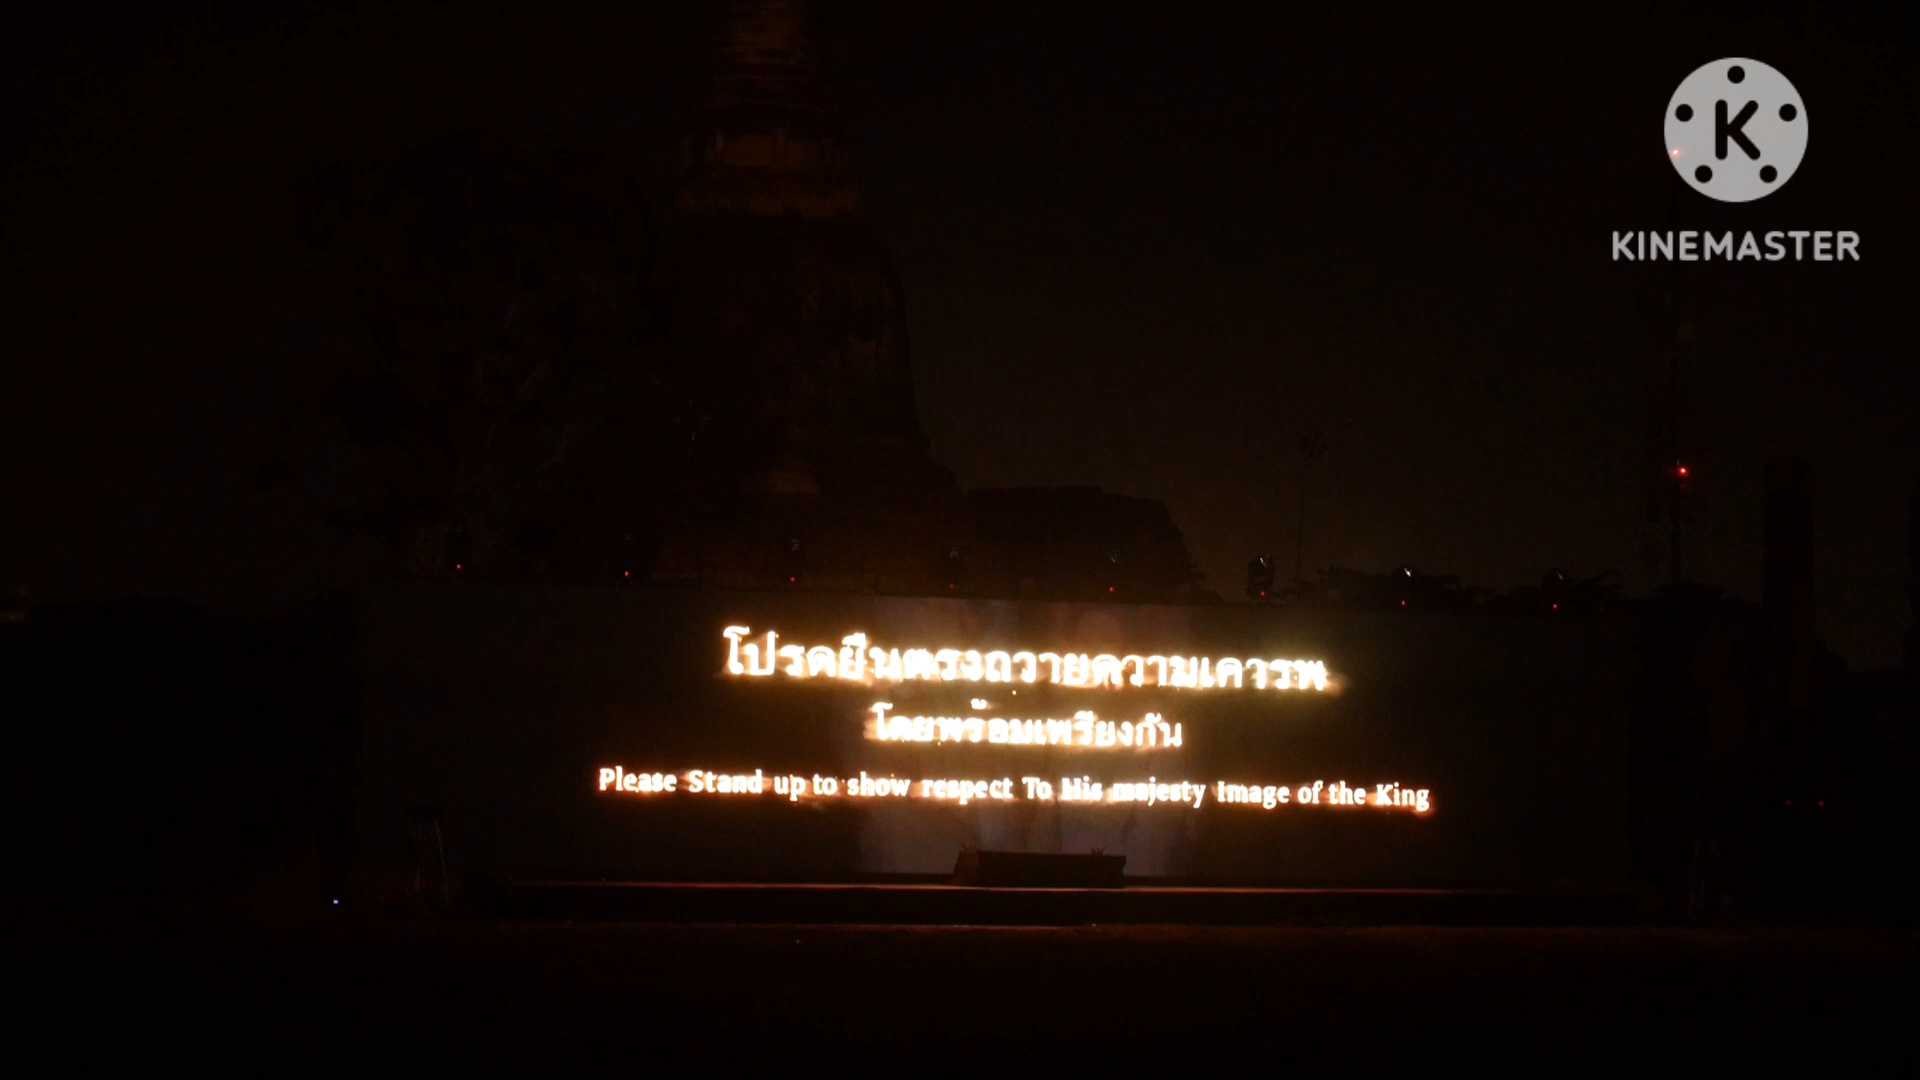 K
KINEMASTER
โปรดยืนตรงถวายความเคารพ
โดยพร้อมเพรียงกัน
Please Stand up to show respect To His majesty Image of the King